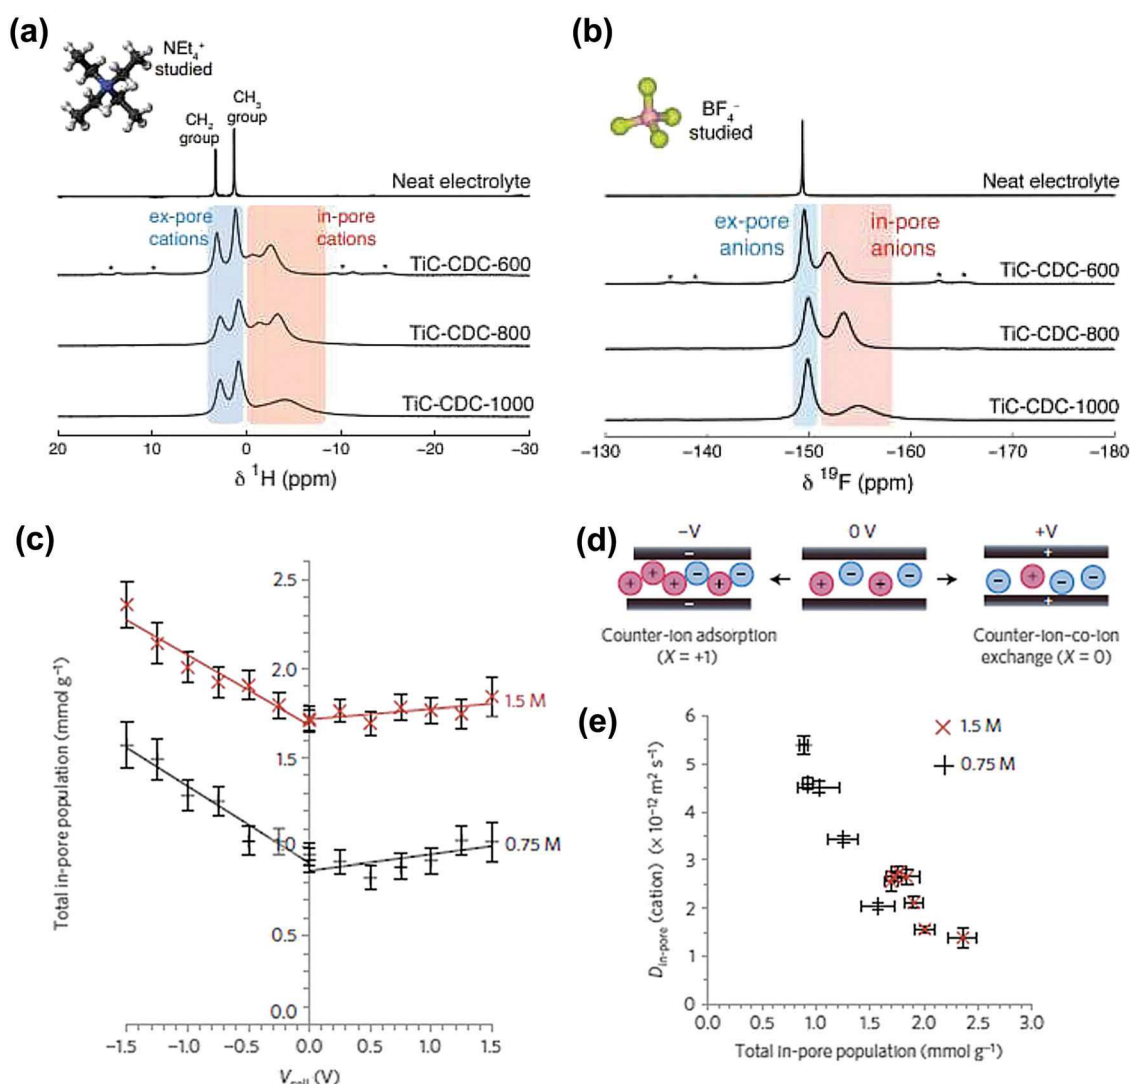 (a)
NEt₄⁺
studied
CH₂
group
CH₃
group
Neat electrolyte
ex-pore
cations
in-pore
cations
* * * *
TiC-CDC-600
TiC-CDC-800
TiC-CDC-1000
20 10 0 −10 −20 −30
δ ¹H (ppm)
(b)
BF₄⁻
studied
Neat electrolyte
ex-pore
anions
in-pore
anions
* * * *
TiC-CDC-600
TiC-CDC-800
TiC-CDC-1000
−130 −140 −150 −160 −170 −180
δ ¹⁹F (ppm)
(c)
Total in-pore population (mmol g⁻¹)
2.5
2.0
1.5
1.0
0.5
0.0
1.5 M
0.75 M
−1.5 −1.0 −0.5 0.0 0.5 1.0 1.5
(V)
(d)
−V 0 V +V
− +
+ + + − + − + − + − − + − −
− +
Counter-ion adsorption
(X = +1)
Counter-ion–co-ion
exchange (X = 0)
(e)
D in-pore (cation) (× 10⁻¹² m² s⁻¹)
6
5
4
3
2
1
0
1.5 M
0.75 M
0.0 0.5 1.0 1.5 2.0 2.5 3.0
Total in-pore population (mmol g⁻¹)